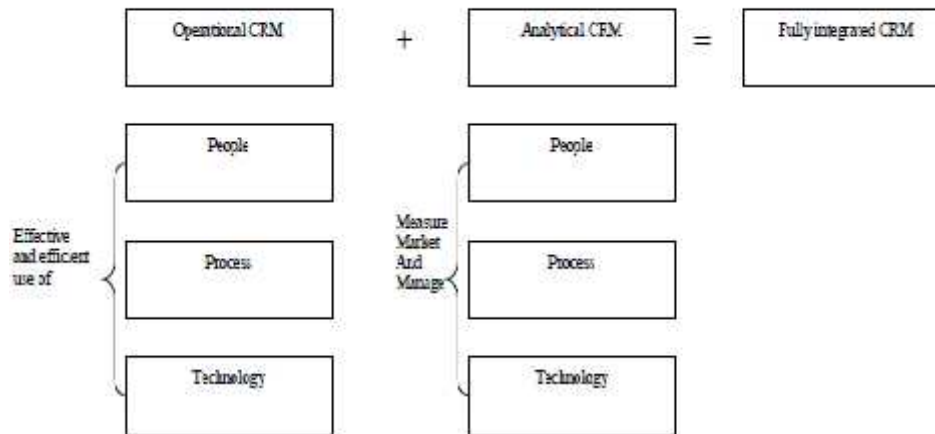 Operational CRM + Analytical CRM = Fully integrated CRM
People People
Effective
and efficient
use of
Measure
Market
And
Manage
Process Process
Technology Technology